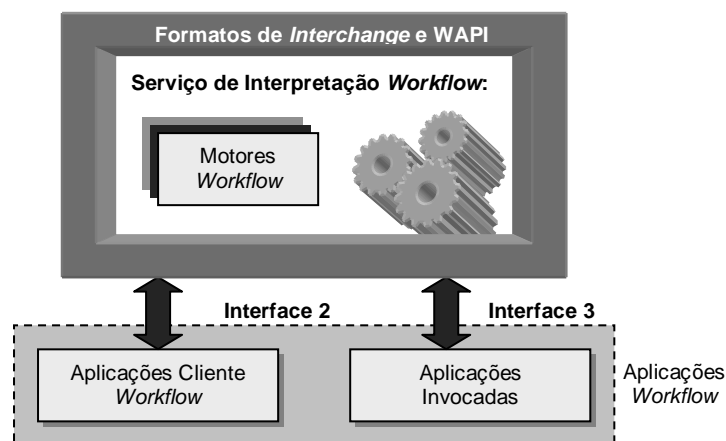 Formatos de Interchange e WAPI
Serviço de Interpretação Workflow:
Motores
Workflow
Interface 2
Interface 3
Aplicações Cliente
Workflow
Aplicações
Invocadas
Aplicações
Workflow